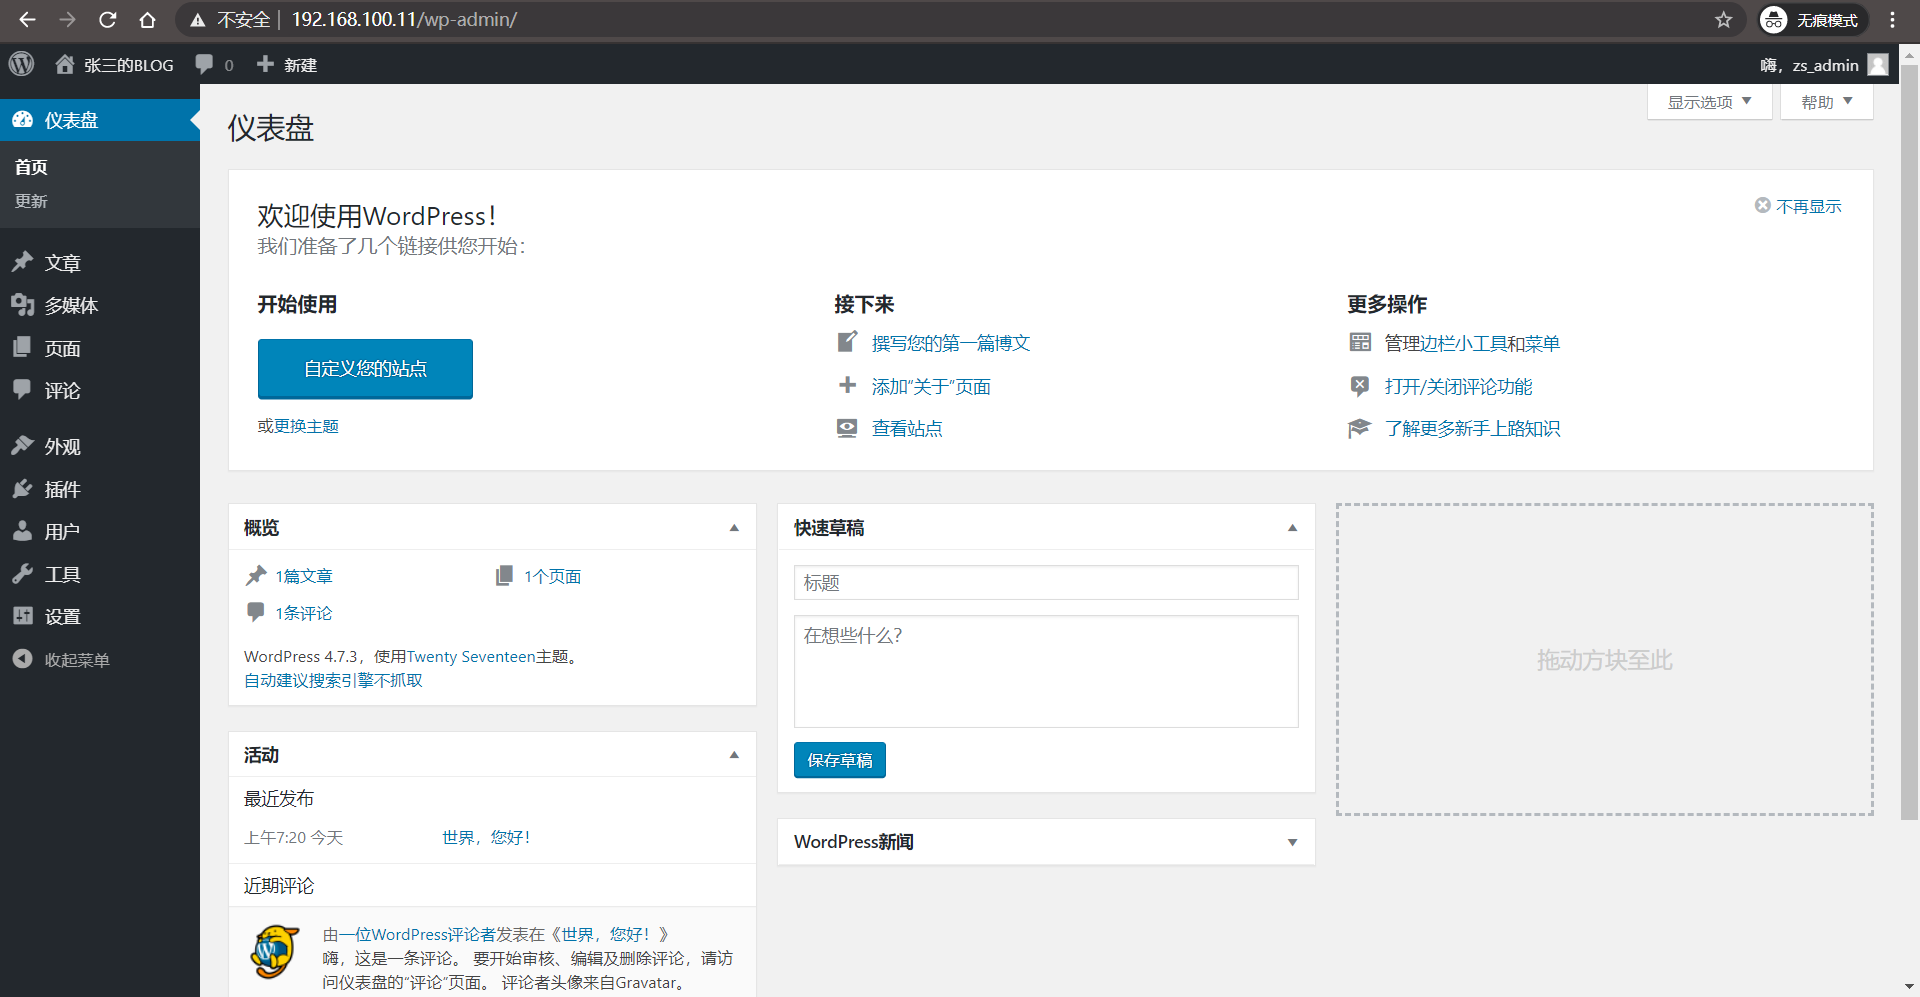 不安全 192.168.100.11/wp-admin/
无痕模式
张三的BLOG 0 新建
嗨，zs_admin
仪表盘
首页
更新
文章
多媒体
页面
评论
外观
插件
用户
工具
设置
收起菜单
显示选项
帮助
仪表盘
欢迎使用WordPress！
我们准备了几个链接供您开始：
不再显示
开始使用
自定义您的站点
或更换主题
接下来
撰写您的第一篇博文
添加“关于”页面
查看站点
更多操作
管理边栏小工具和菜单
打开/关闭评论功能
了解更多新手上路知识
概览
1篇文章 1个页面
1条评论
WordPress 4.7.3，使用Twenty Seventeen主题。
自动建议搜索引擎不抓取
活动
最近发布
上午7:20 今天 世界，您好！
近期评论
由一位WordPress评论者发表在《世界，您好！》
嗨，这是一条评论。 要开始审核、编辑及删除评论，请访
问仪表盘的“评论”页面。 评论者头像来自Gravatar。
快速草稿
标题
在想些什么？
保存草稿
WordPress新闻
拖动方块至此